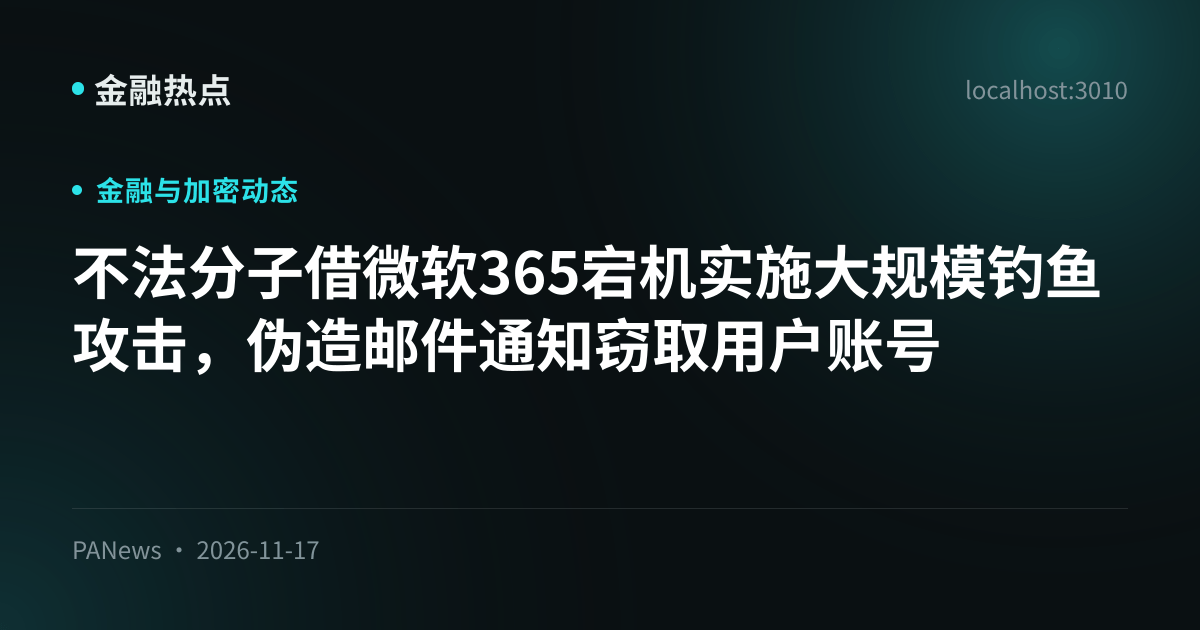 金融热点
localhost:3010
金融与加密动态
不法分子借微软365宕机实施大规模钓鱼
攻击，伪造邮件通知窃取用户账号
PANews • 2026-11-17